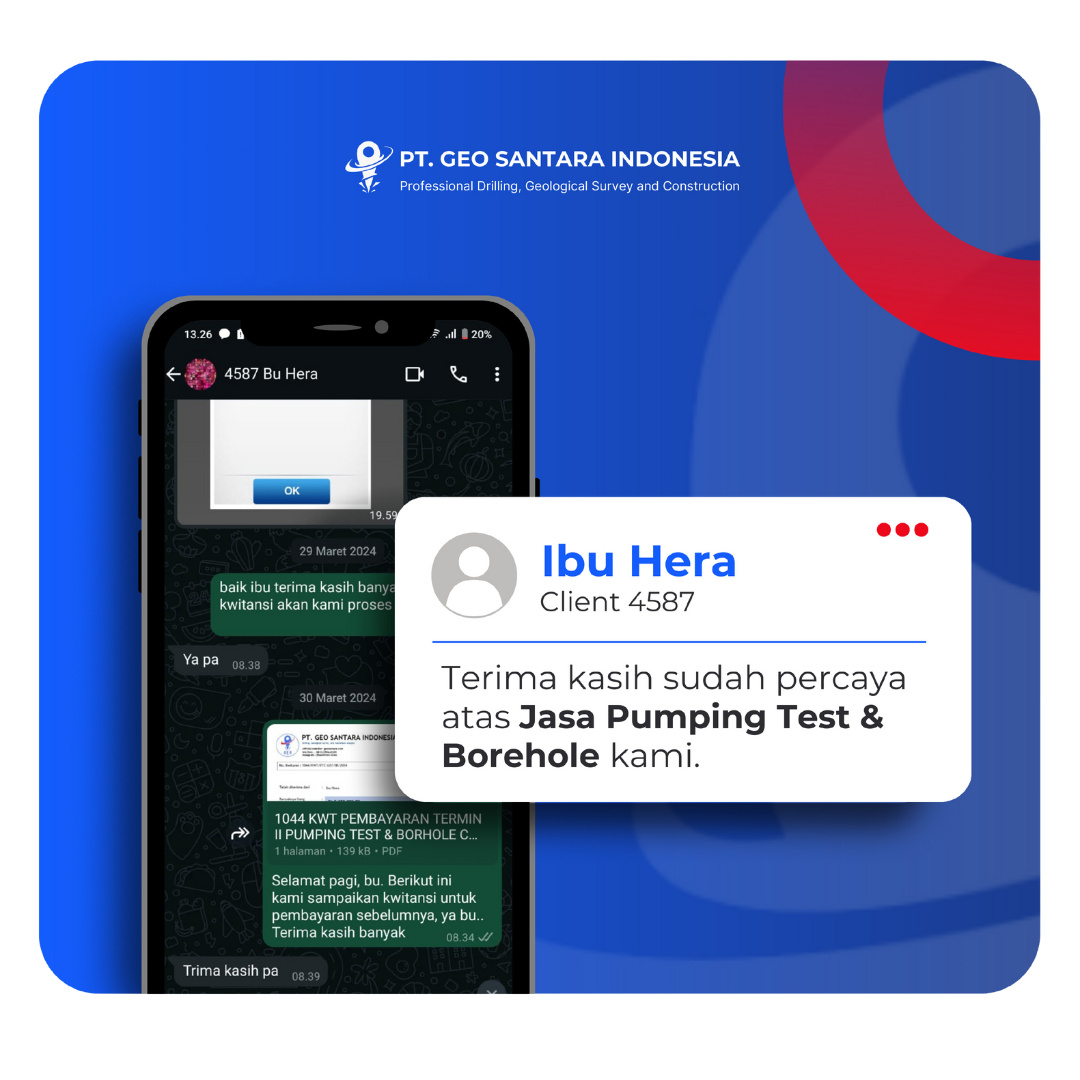 PT. GEO SANTARA INDONESIA
Professional Drilling, Geological Survey and Construction
13.26
20%
4587 Bu Hera
OK
19.59
29 Maret 2024
baik ibu terima kasih banya
kwitansi akan kami proses
Ya pa 08.38
30 Maret 2024
PT. GEO SANTARA INDONESIA
1044 KWT PEMBAYARAN TERMIN
II PUMPING TEST & BORHOLE C...
1 halaman • 139 kB • PDF
Selamat pagi, bu. Berikut ini
kami sampaikan kwitansi untuk
pembayaran sebelumnya, ya bu..
Terima kasih banyak 08.34
Trima kasih pa 08.39
Ibu Hera
Client 4587
Terima kasih sudah percaya
atas Jasa Pumping Test &
Borehole kami.